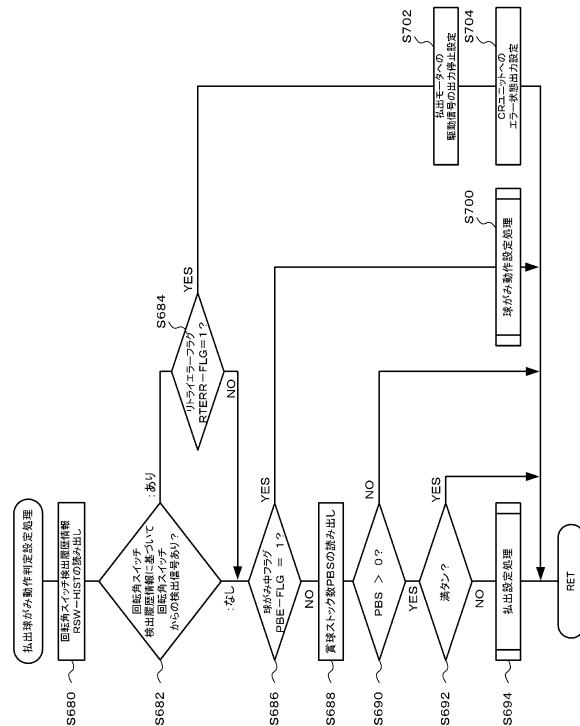 払出球がみ動作判定設定処理
S680
回転角スイッチ検出履歴情報
RSW－HISTの読み出し
S682
回転角スイッチ
検出履歴情報に基づいて
回転角スイッチ
からの検出信号あり？
:あり
:なし
S684
リトライエラーフラグ
RTERR－FLG＝1？
YES
NO
S686
球がみ中フラグ
PBE－FLG ＝ 1？
YES
NO
S688
賞球ストック数PBSの読み出し
S690
PBS ＞ 0？
NO
YES
S692
満タン？
YES
NO
S694
払出設定処理
S700
球がみ動作設定処理
S702
払出モータへの
駆動信号の出力停止設定
S704
CRユニットへの
エラー状態出力設定
RET